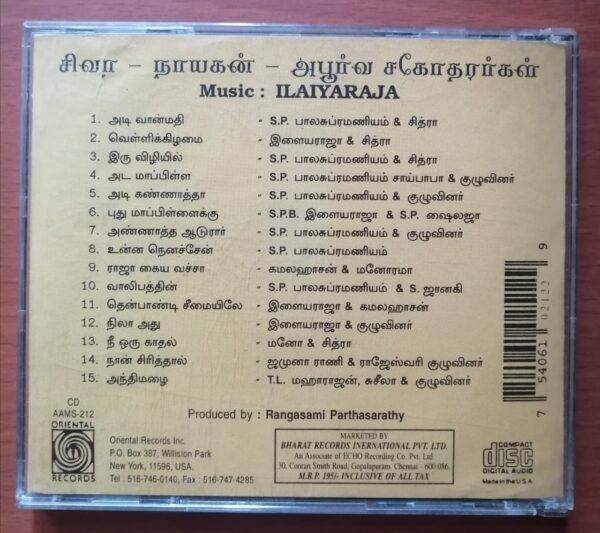 சிவா – நாயகன் – அபூர்வ சகோதரர்கள்
Music : ILAIYARAJA
1. அடி வான்மதி - S.P. பாலசுப்ரமணியம் & சித்ரா
2. வெள்ளிக்கிழமை - இளையராஜா & சித்ரா
3. இரு விழியில் - S.P. பாலசுப்ரமணியம் & சித்ரா
4. அட மாப்பிள்ள - S.P. பாலசுப்ரமணியம் சாய்பாபா & குழுவினர்
5. அடி கண்ணாத்தா - S.P. பாலசுப்ரமணியம் & குழுவினர்
6. புது மாப்பிள்ளைக்கு - S.P.B. இளையராஜா & S.P. ஷைலஜா
7. அண்ணாத்த ஆடுரார் - S.P. பாலசுப்ரமணியம் & குழுவினர்
8. உன்ன நெனச்சேன் - S.P. பாலசுப்ரமணியம்
9. ராஜா கைய வச்சா - கமலஹாசன் & மனோரமா
10. வாலிபத்தின் - S.P. பாலசுப்ரமணியம் & S. ஜானகி
11. தென்பாண்டி சீமையிலே - இளையராஜா & கமலஹாசன்
12. நிலா அது - இளையராஜா & குழுவினர்
13. நீ ஒரு காதல் - மனோ & சித்ரா
14. நான் சிரித்தால் - ஜமுனா ராணி & ராஜேஸ்வரி குழுவினர்
15. அந்திமழை - T.L. மஹாராஜன், சுசீலா & குழுவினர்
7 54061 02122 9
CD
AAMS-212
Produced by : Rangasami Parthasarathy
ORIENTAL
RECORDS
Oriental Records Inc.
P.O. Box 387, Willision Park
New York, 11596, USA.
Tel . 516-746-0140, Fax : 516-747-4285
MARKETED BY
BHARAT RECORDS INERNATIONAL PVT. LTD.
An Associate of ECHO Recording Co. Pvt. Ltd.
30, Conran Smith Road, Gopalapuram. Chennai - 600 086.
M.R.P. 195/- INCLUSIVE OF ALL TAX
COMPACT
disc
DIGITAL AUDIO
Made in the U S A